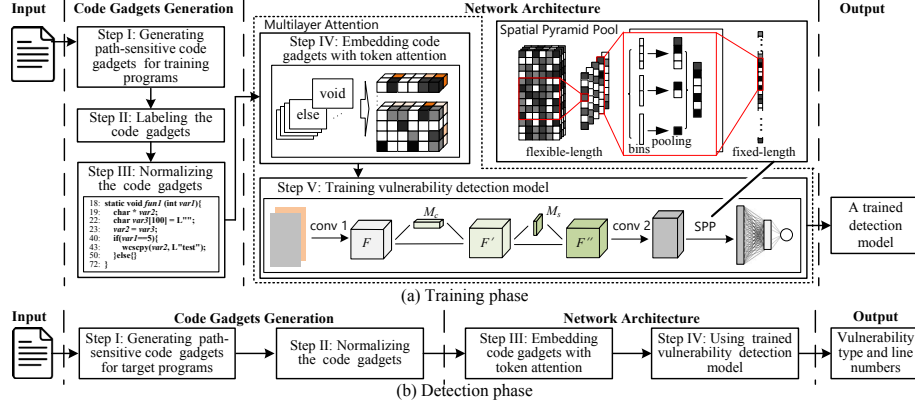 Input
Code Gadgets Generation
Network Architecture
Output
Multilayer Attention
Step I: Generating
path-sensitive code
gadgets for training
programs
Step II: Labeling the
code gadgets
Step III: Normalizing
the code gadgets
18: static void fun1 (int var1){
19: char * var2;
22: char var3[100] = L"";
23: var2 = var3;
40: if(var1==5){
43: wcscpy(var2, L"test");
50: }else{}
72: }
Step IV: Embedding code
gadgets with token attention
void
else
Spatial Pyramid Pool
flexible-length
bins
pooling
fixed-length
Step V: Training vulnerability detection model
conv 1
F
M_c
F'
M_s
F''
conv 2
SPP
A trained
detection
model
(a) Training phase
Input
Code Gadgets Generation
Network Architecture
Output
Step I: Generating path-
sensitive code gadgets
for target programs
Step II: Normalizing
the code gadgets
Step III: Embedding
code gadgets with
token attention
Step IV: Using trained
vulnerability detection
model
Vulnerability
type and line
numbers
(b) Detection phase